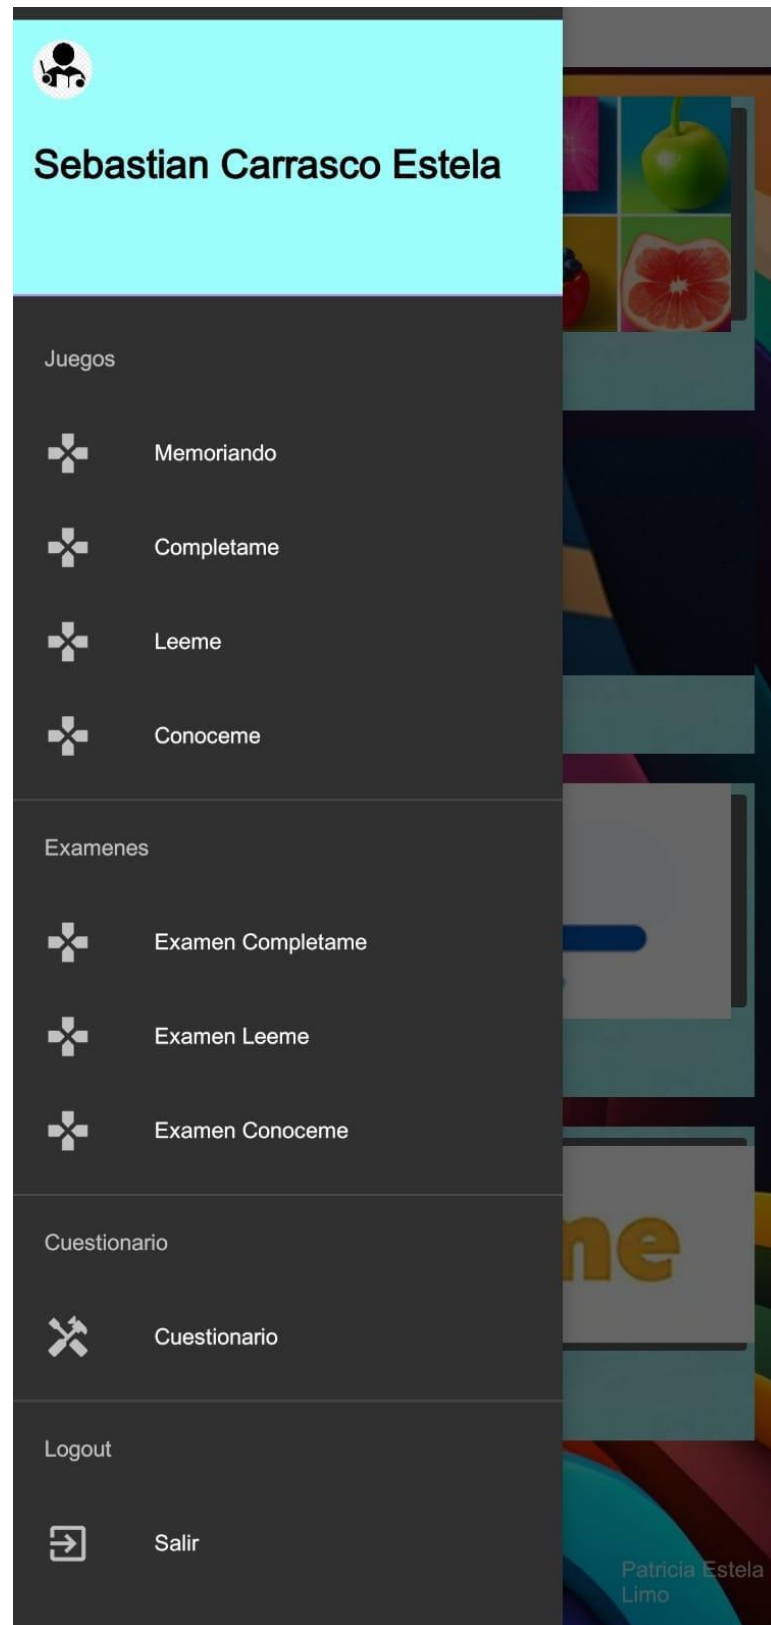 Sebastian Carrasco Estela
Juegos
Memoriando
Completame
Leeme
Conoceme
Examenes
Examen Completame
Examen Leeme
Examen Conoceme
Cuestionario
Cuestionario
Logout
Salir
me
Patricia Estela
Limo